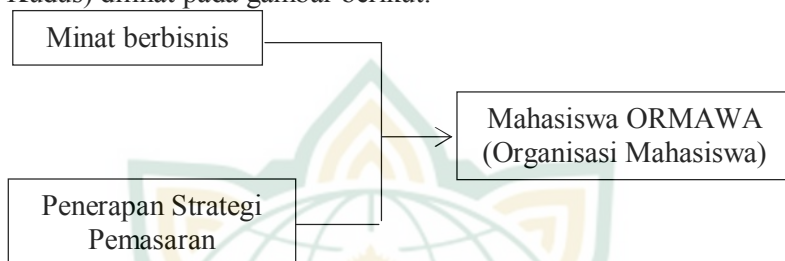 Kudus) dilihat pada gambar berikut:
Minat berbisnis
Mahasiswa ORMAWA
(Organisasi Mahasiswa)
Penerapan Strategi
Pemasaran